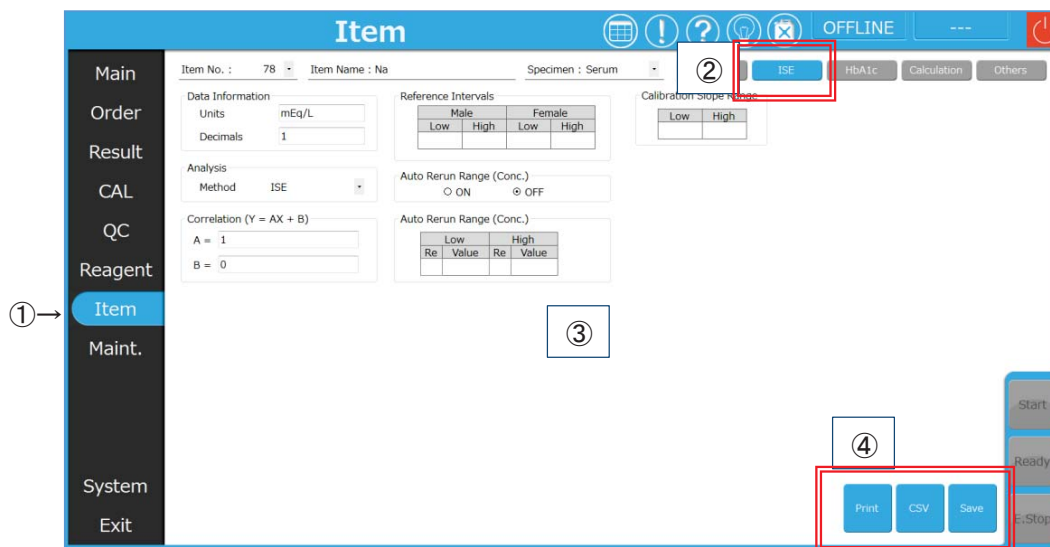 Item
OFFLINE
---
①→
②
③
④
Main
Order
Result
CAL
QC
Reagent
Item
Maint.
System
Exit
Item No. : 78 Item Name : Na Specimen : Serum
ISE HbA1c Calculation Others
Data Information
Units mEq/L
Decimals 1
Analysis
Method ISE
Correlation (Y = AX + B)
A = 1
B = 0
Reference Intervals
Male Female
Low High Low High
Auto Rerun Range (Conc.)
ON OFF
Auto Rerun Range (Conc.)
Low High
Re Value Re Value
Calibration Slope Range
Low High
Start
Ready
E.Stop
Print CSV Save